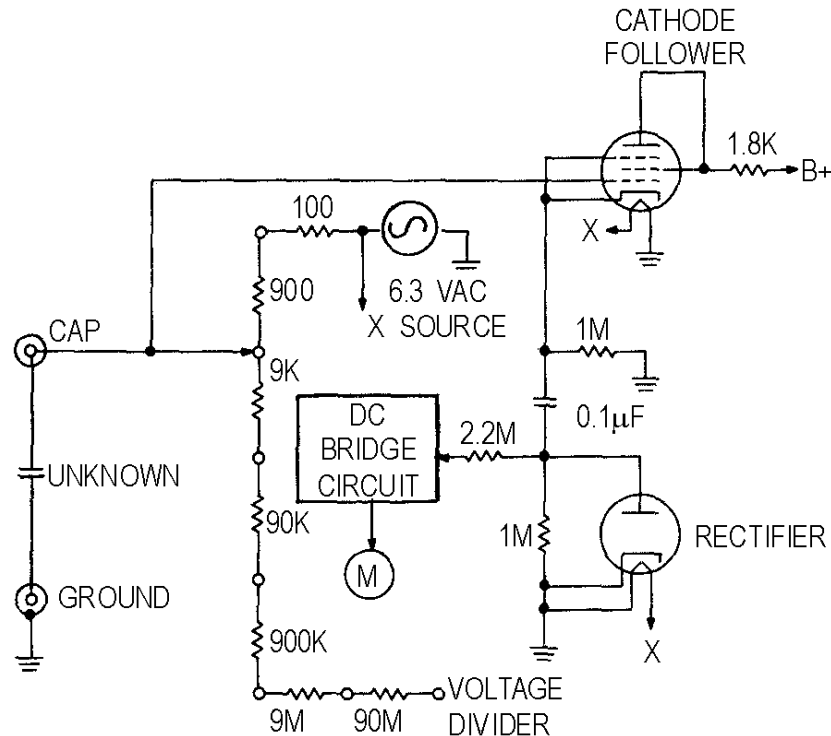 CATHODE
FOLLOWER
1.8K
B+
X
100
900
6.3 VAC
X SOURCE
CAP
9K
1M
0.1μF
DC
BRIDGE
CIRCUIT
2.2M
UNKNOWN
90K
1M
RECTIFIER
M
GROUND
900K
X
9M
90M
VOLTAGE
DIVIDER